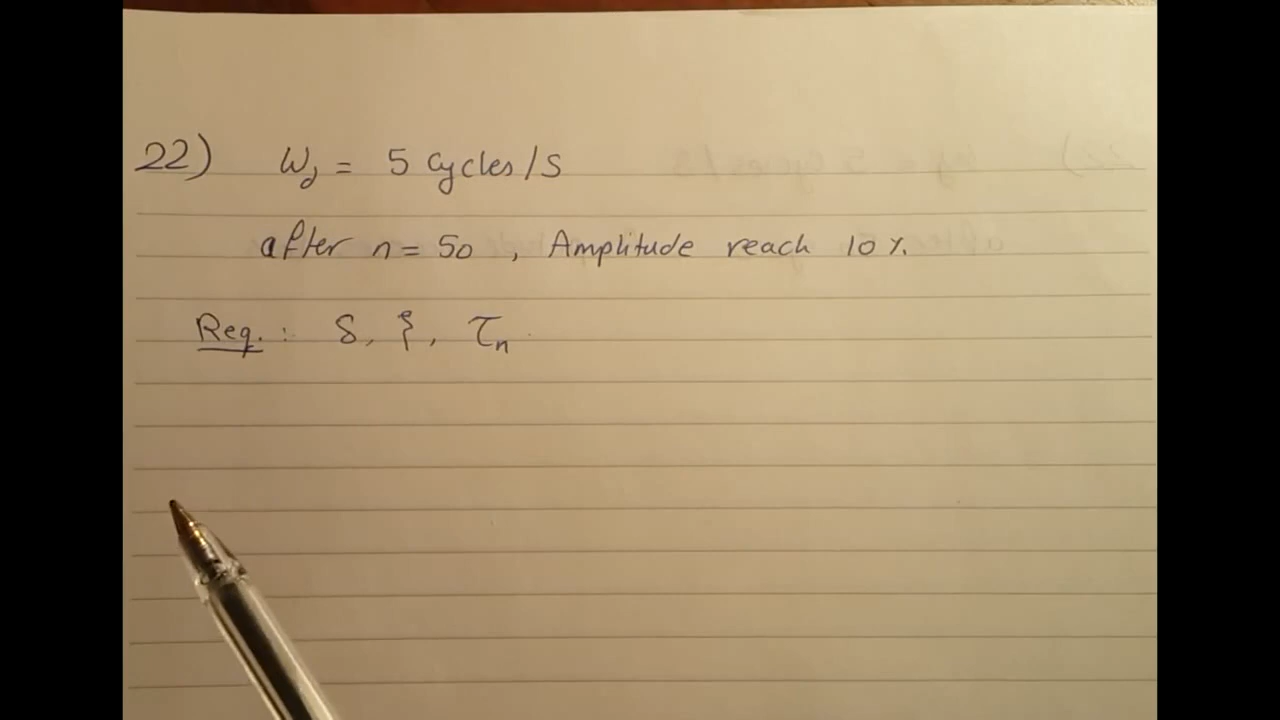 22) ω_d = 5 cycles/s
after n = 50 , Amplitude reach 10 %.
Req. : δ, ξ, τ_n